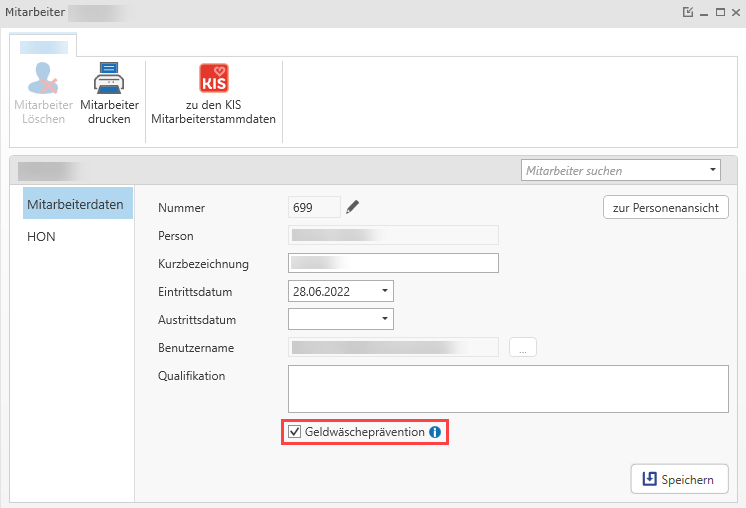 Mitarbeiter
Mitarbeiter
Löschen
Mitarbeiter
drucken
KIS
zu den KIS
Mitarbeiterstammdaten
Mitarbeiter suchen
Mitarbeiterdaten
HON
Nummer 699 zur Personenansicht
Person
Kurzbezeichnung
Eintrittsdatum 28.06.2022
Austrittsdatum
Benutzername ...
Qualifikation
Geldwäscheprävention
Speichern